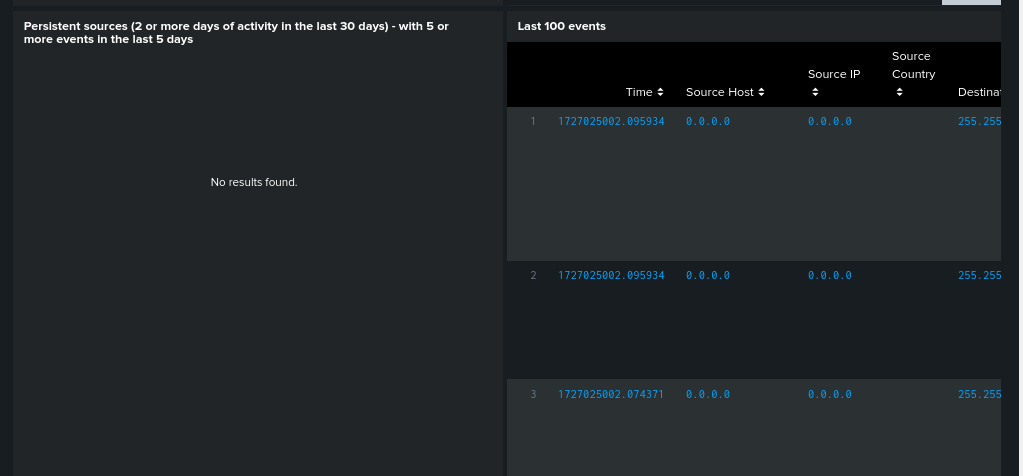 Persistent sources (2 or more days of activity in the last 30 days) - with 5 or
more events in the last 5 days
No results found.
Last 100 events
Time
Source Host
Source IP
Source
Country
Destinat
1 1727025002.095934 0.0.0.0 0.0.0.0 255.255
2 1727025002.095934 0.0.0.0 0.0.0.0 255.255
3 1727025002.074371 0.0.0.0 0.0.0.0 255.255